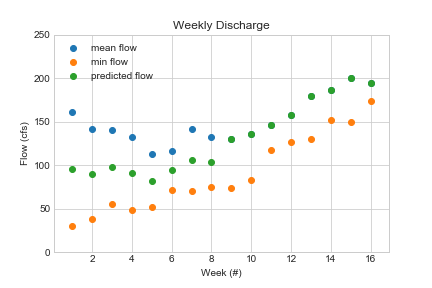 Weekly Discharge
250
200
150
100
50
0
Flow (cfs)
mean flow
min flow
predicted flow
2 4 6 8 10 12 14 16
Week (#)